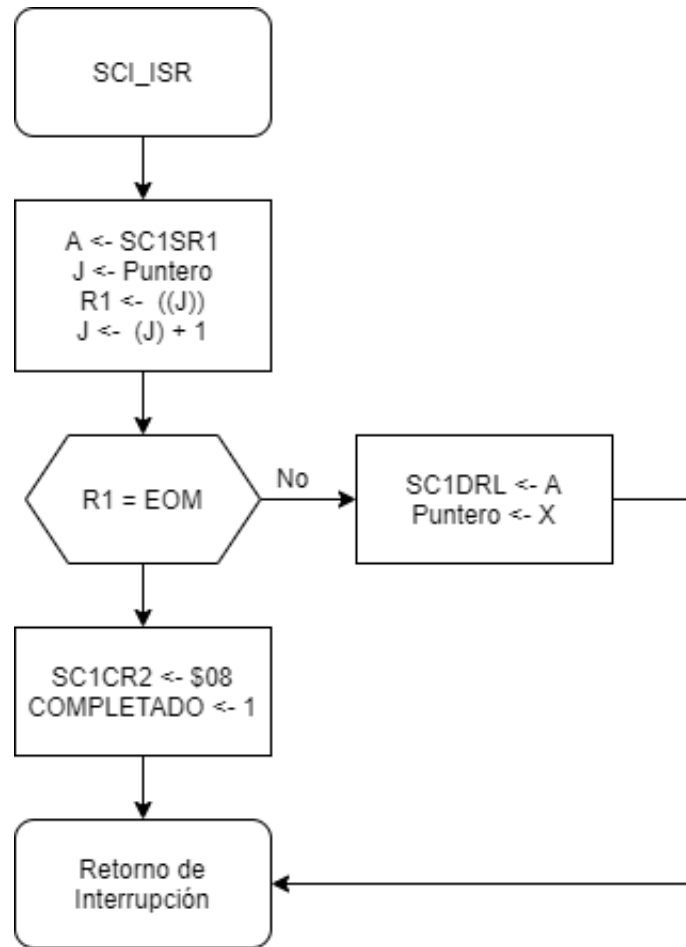 SCI_ISR
A <- SC1SR1
J <- Puntero
R1 <- ((J))
J <- (J) + 1
R1 = EOM
No
SC1DRL <- A
Puntero <- X
SC1CR2 <- $08
COMPLETADO <- 1
Retorno de
Interrupción